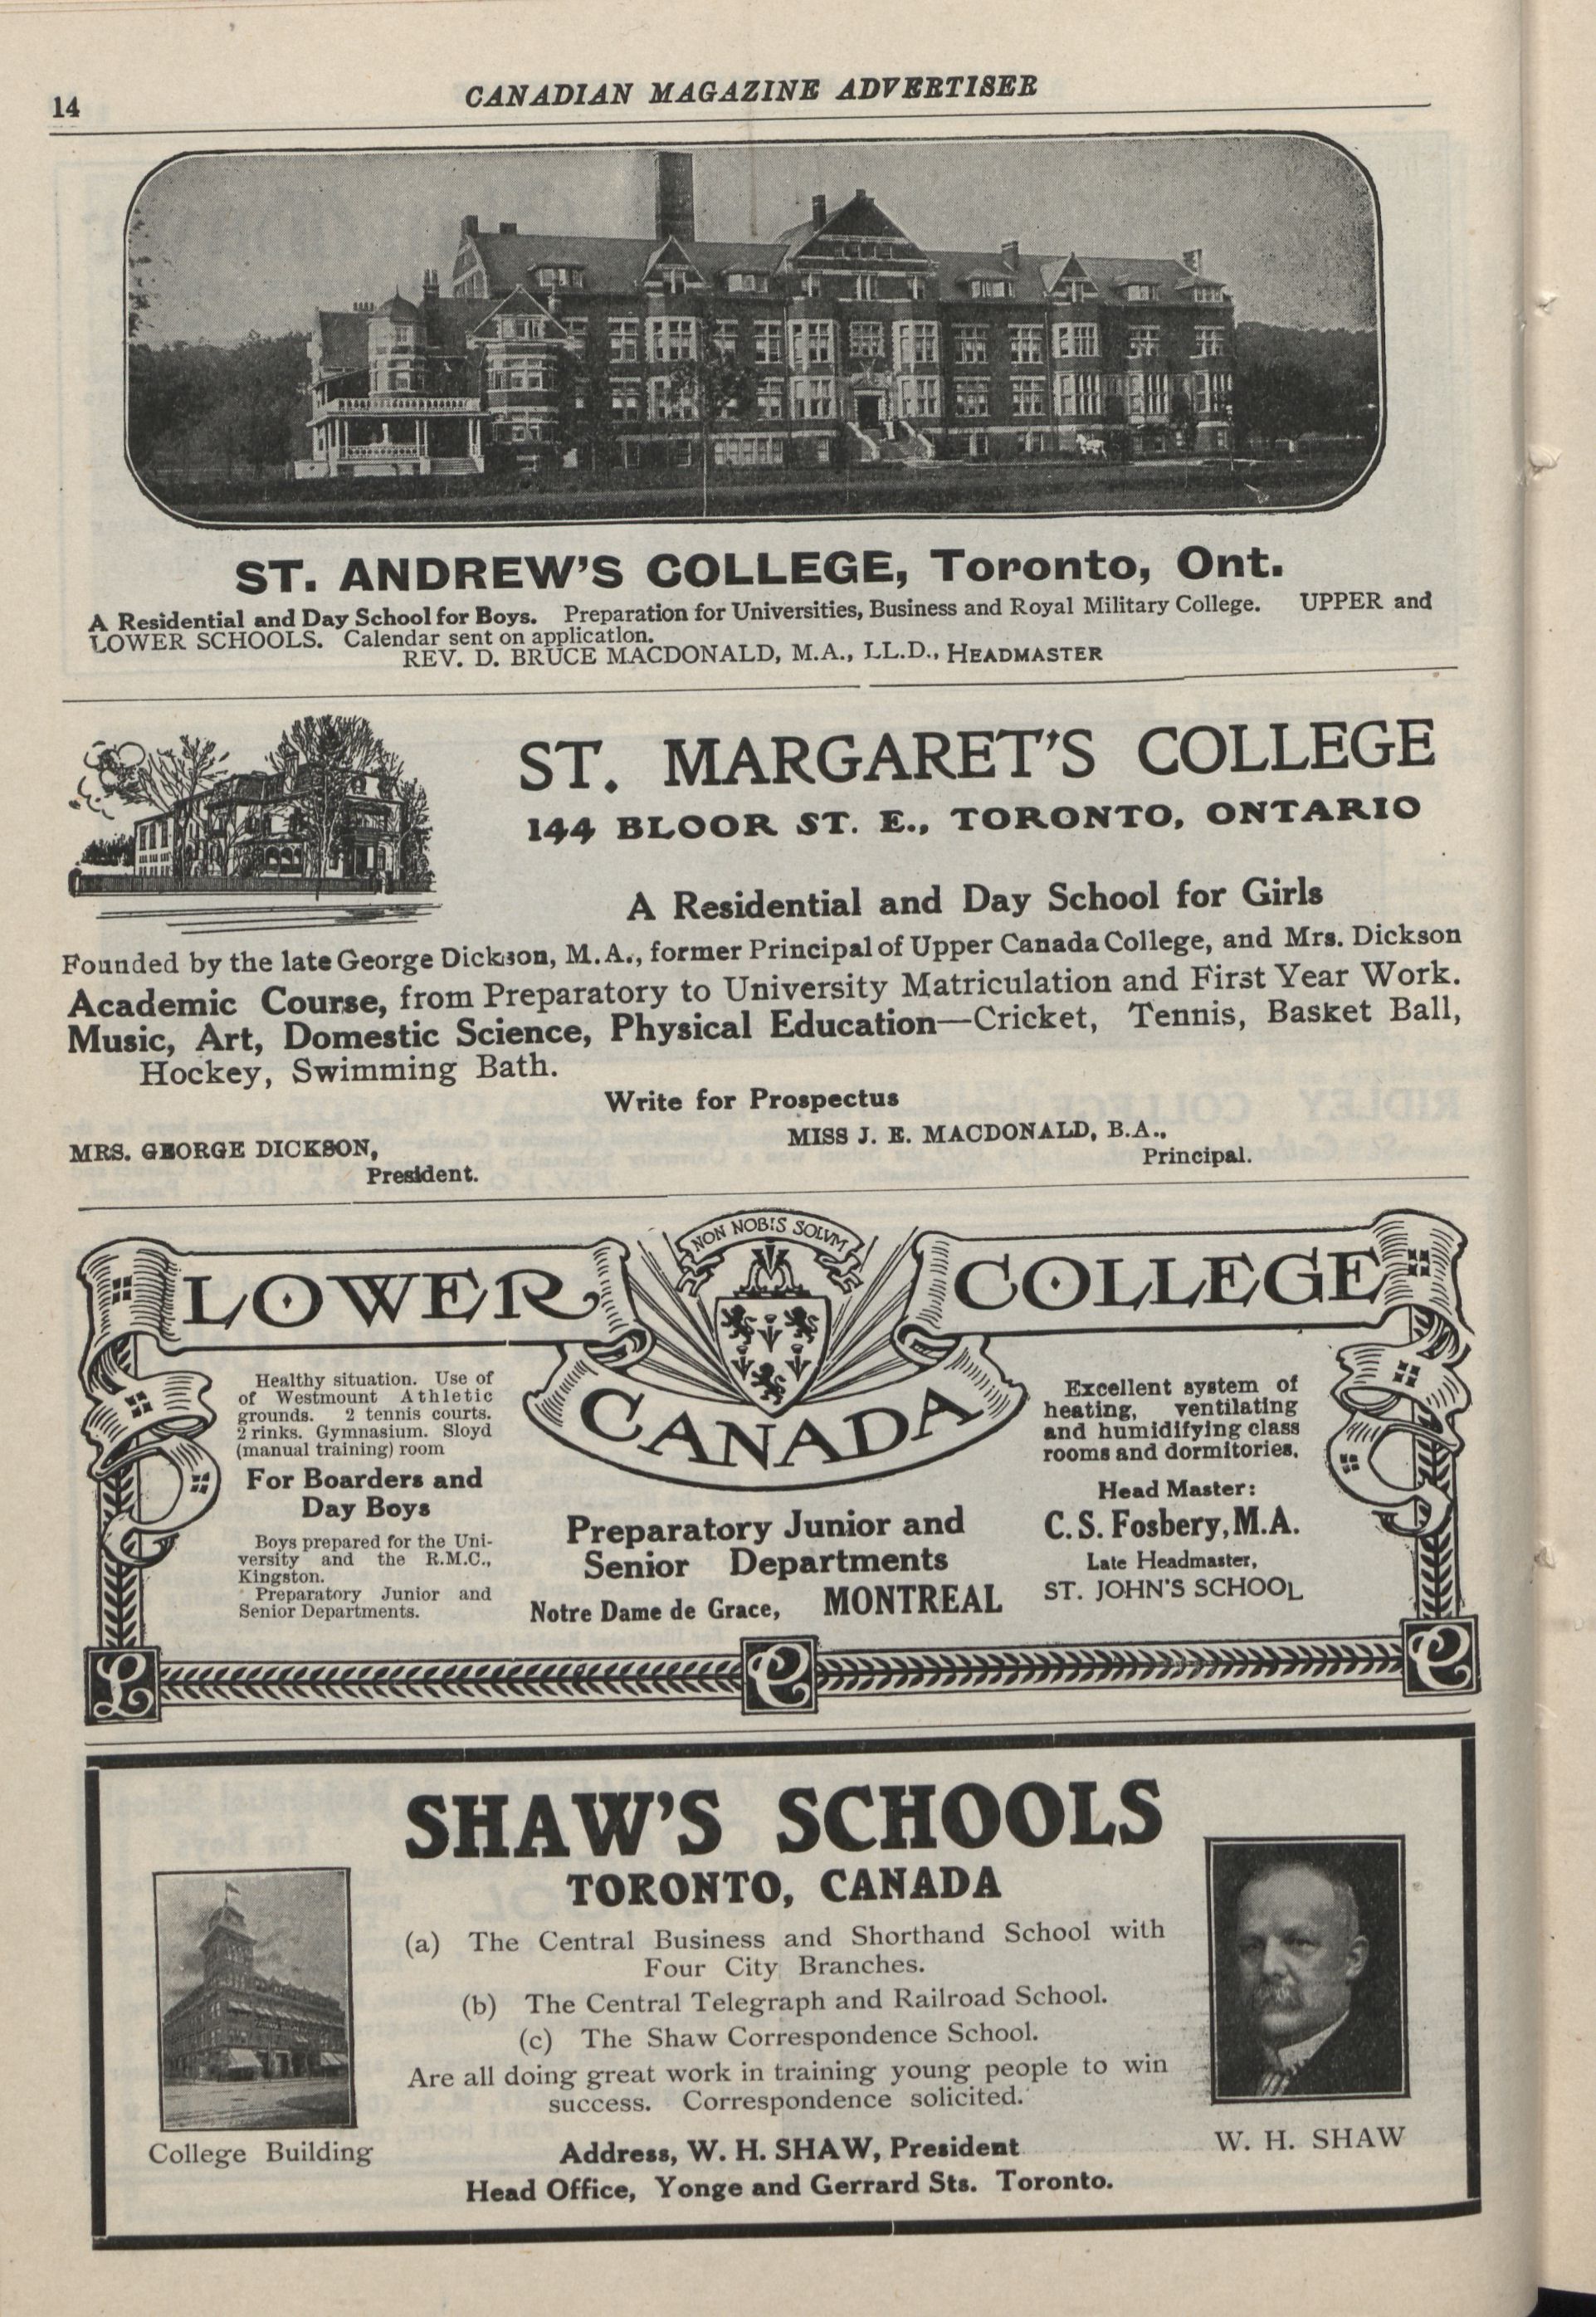 14
CANADIAN MAGAZINE ADVERTISER
ST. ANDREW'S COLLEGE, Toronto, Ont.
A Residential and Day School for Boys. Preparation for Universities, Business and Royal Military College. UPPER and
LOWER SCHOOLS. Calendar sent on application.
REV. D. BRUCE MACDONALD, M.A., LL.D., HEADMASTER
ST. MARGARET'S COLLEGE
144 BLOOR ST. E., TORONTO, ONTARIO
A Residential and Day School for Girls
Founded by the late George Dickson, M.A., former Principal of Upper Canada College, and Mrs. Dickson
Academic Course, from Preparatory to University Matriculation and First Year Work.
Music, Art, Domestic Science, Physical Education—Cricket, Tennis, Basket Ball,
Hockey, Swimming Bath.
Write for Prospectus
MRS. GEORGE DICKSON,
President.
MISS J. E. MACDONALD, B.A.,
Principal.
NON NOBIS SOLVM
LOWER
CANADA
COLLEGE
Healthy situation. Use of
of Westmount Athletic
grounds. 2 tennis courts.
2 rinks. Gymnasium. Sloyd
(manual training) room
For Boarders and
Day Boys
Boys prepared for the Uni-
versity and the R.M.C.,
Kingston.
Preparatory Junior and
Senior Departments.
Preparatory Junior and
Senior Departments
Notre Dame de Grace, MONTREAL
Excellent system of
heating, ventilating
and humidifying class
rooms and dormitories.
Head Master:
C. S. Fosbery, M.A.
Late Headmaster,
ST. JOHN'S SCHOOL
L
C
C
SHAW'S SCHOOLS
TORONTO, CANADA
(a) The Central Business and Shorthand School with
Four City Branches.
(b) The Central Telegraph and Railroad School.
(c) The Shaw Correspondence School.
Are all doing great work in training young people to win
success. Correspondence solicited.
Address, W. H. SHAW, President
Head Office, Yonge and Gerrard Sts. Toronto.
College Building
W. H. SHAW